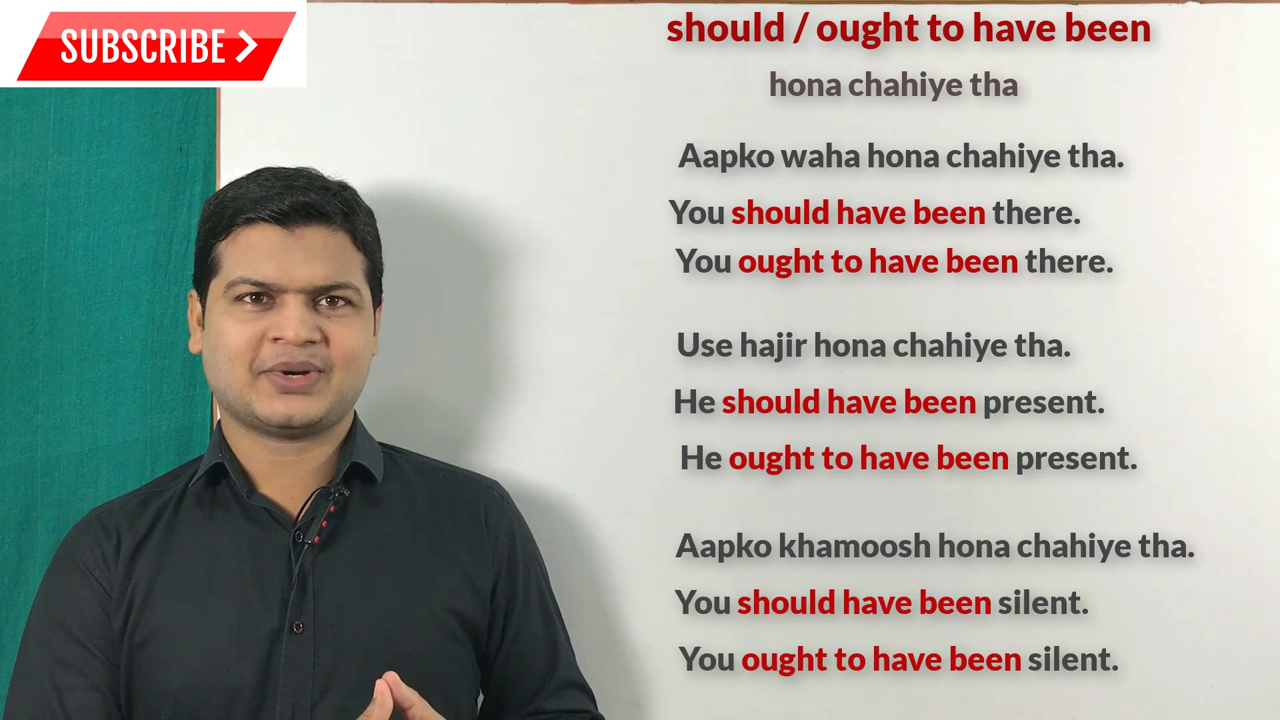 SUBSCRIBE
should / ought to have been
hona chahiye tha
Aapko waha hona chahiye tha.
You should have been there.
You ought to have been there.
Use hajir hona chahiye tha.
He should have been present.
He ought to have been present.
Aapko khamoosh hona chahiye tha.
You should have been silent.
You ought to have been silent.